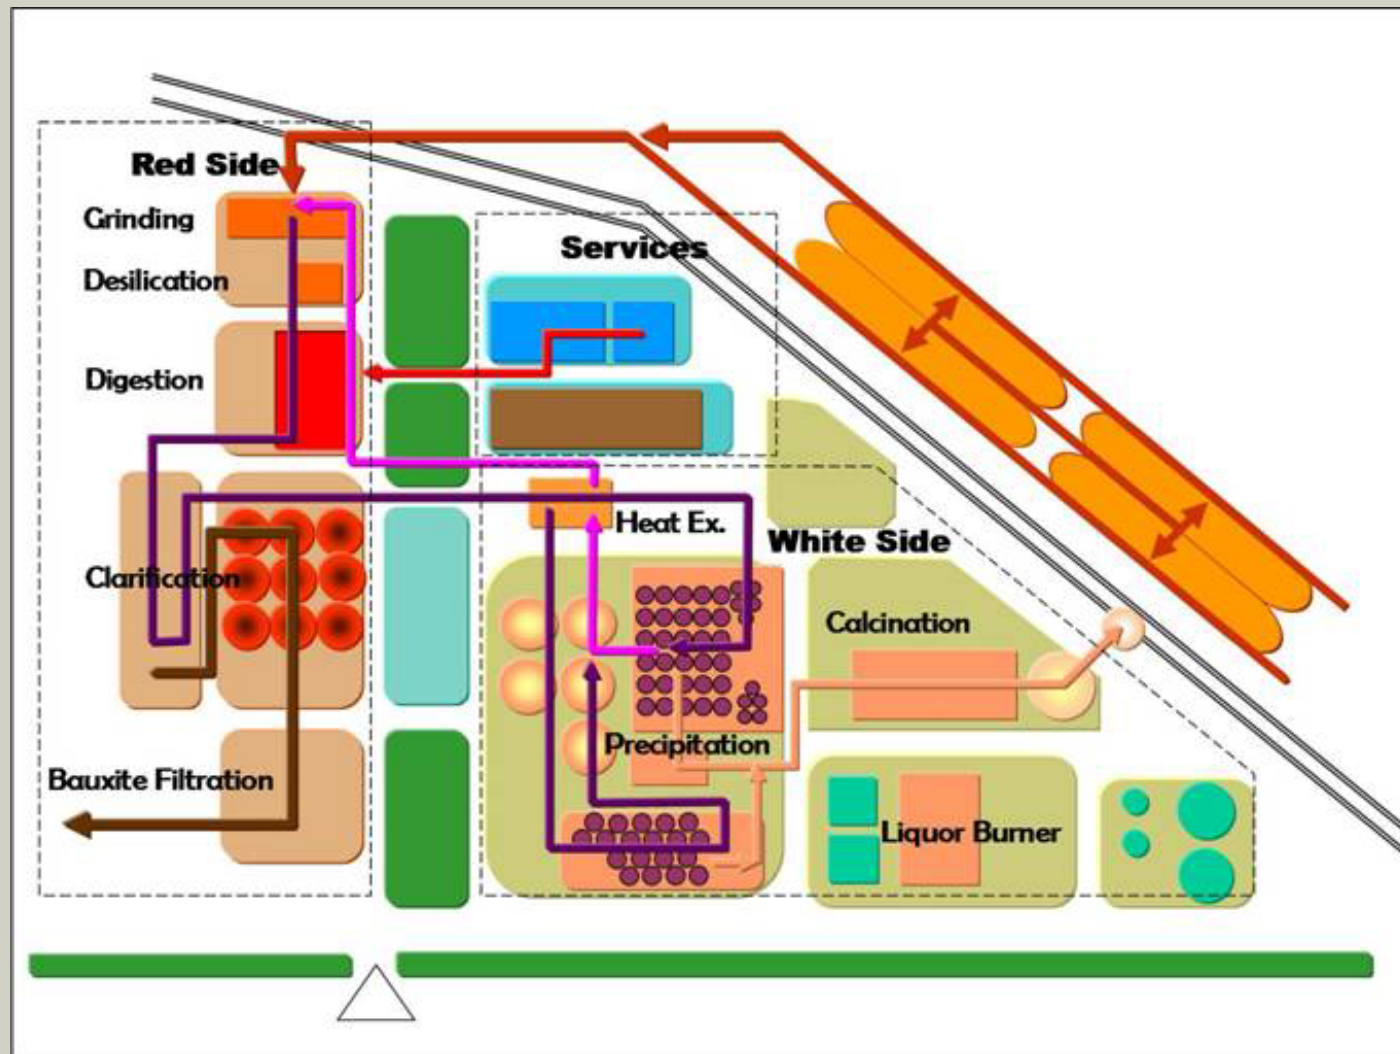 Red Side
Grinding
Services
Desilication
Digestion
Heat Ex.
White Side
Clarification
Calcination
Precipitation
Bauxite Filtration
Liquor Burner